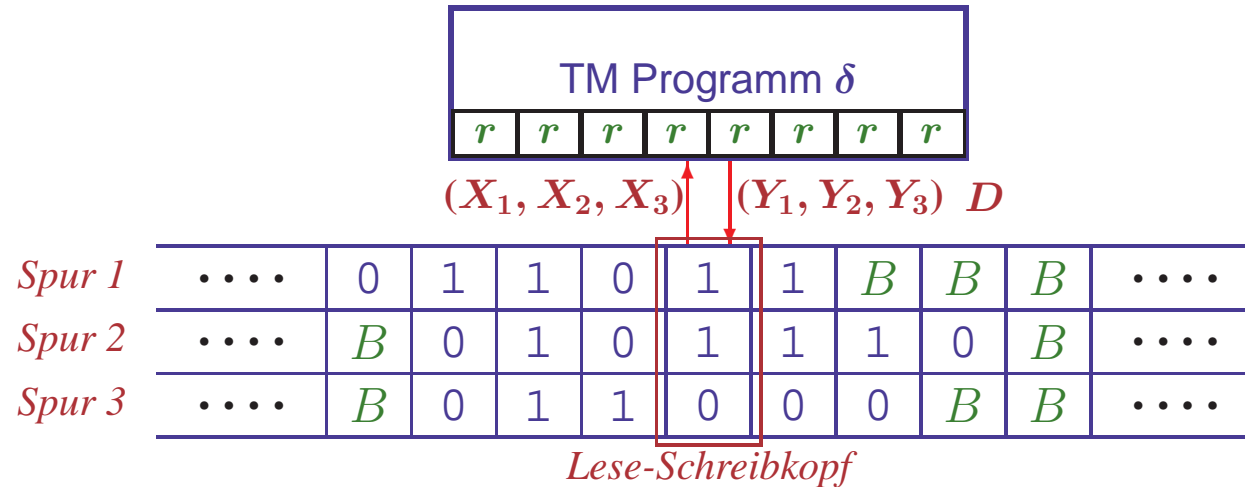 TM Programm δ
r r r r r r r r
(X₁, X₂, X₃) (Y₁, Y₂, Y₃) D
Spur 1 ···· 0 1 1 0 1 1 B B B ····
Spur 2 ···· B 0 1 0 1 1 1 0 B ····
Spur 3 ···· B 0 1 1 0 0 0 B B ····
Lese-Schreibkopf